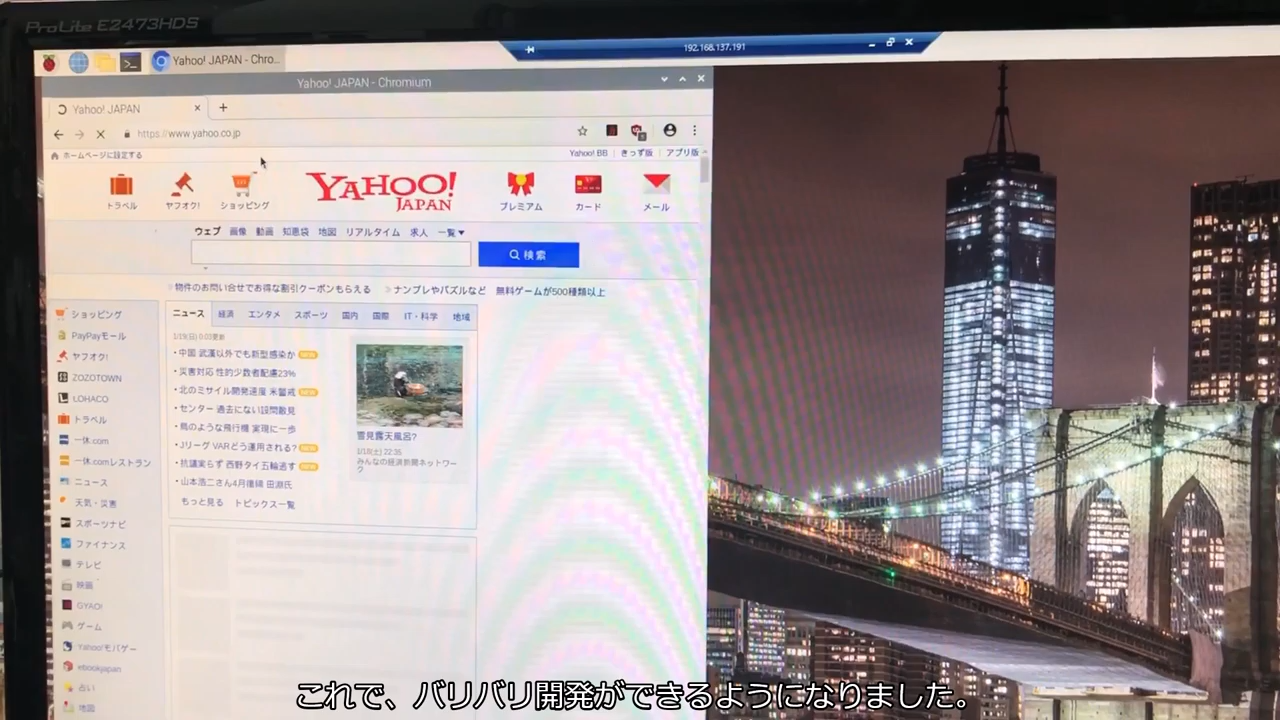 ProLite E2473HDS
Yahoo! JAPAN - Chro...
192.168.137.191
Yahoo! JAPAN - Chromium
Yahoo! JAPAN
https://www.yahoo.co.jp
ホームページに設定する
Yahoo! BB きっず版 アプリ版
トラベル ヤフオク! ショッピング
YAHOO!
JAPAN
プレミアム カード メール
ウェブ 画像 動画 知恵袋 地図 リアルタイム 求人 一覧▼
検索
物件のお問い合せでお得な割引クーポンもらえる
ナンプレやパズルなど 無料ゲームが500種類以上
ショッピング
PayPayモール
ヤフオク!
ZOZOTOWN
LOHACO
トラベル
一休.com
一休.comレストラン
ニュース
天気・災害
スポーツナビ
ファイナンス
テレビ
映画
GYAO!
ゲーム
Yahoo!モバゲー
ebookjapan
占い
地図
ニュース 経済 エンタメ スポーツ 国内 国際 IT・科学 地域
1/19(日) 0:03更新
・中国 武漢以外でも新型感染か NEW
・災害対応 性的少数者配慮23%
・北のミサイル開発速度 米警戒 NEW
・センター 過去にない設問散見
・鳥のような飛行機 実現に一歩
・Jリーグ VARどう運用される? NEW
・抗議実らず 西野タイ五輪逃す NEW
・山本浩二さん4月復帰 田淵氏
もっと見る トピックス一覧
雪見露天風呂?
1/18(土) 22:35
みんなの経済新聞ネットワー
ク
これで、バリバリ開発ができるようになりました。